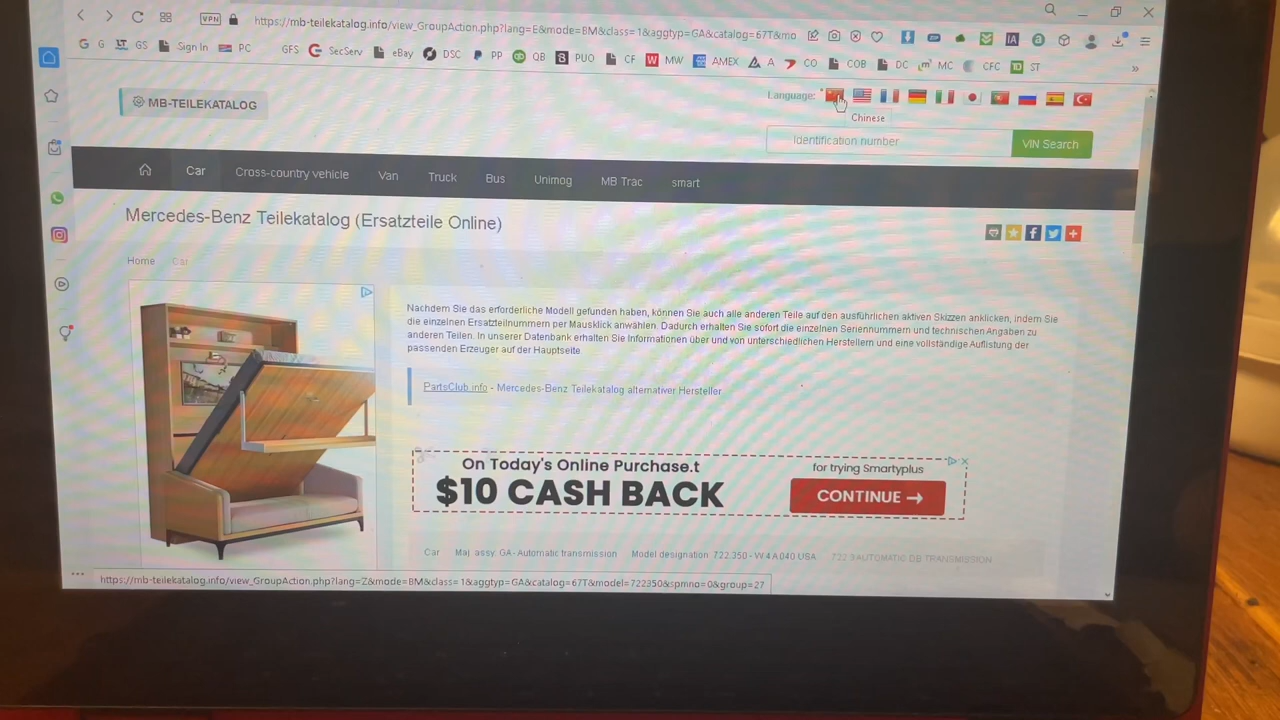 VPN
https://mb-teilekatalog.info/view_GroupAction.php?lang=E&mode=BM&class=1&aggtyp=GA&catalog=67T&mo
G G LT GS Sign In PC GFS SecServ eBay DSC PP QB PUO CF MW AMEX A CO COB DC MC CFC ST »
MB-TEILEKATALOG
Language:
Chinese
Identification number
VIN Search
Car Cross-country vehicle Van Truck Bus Unimog MB Trac smart
Mercedes-Benz Teilekatalog (Ersatzteile Online)
Home Car
Nachdem Sie das erforderliche Modell gefunden haben, können Sie auch alle anderen Teile auf den ausführlichen aktiven Skizzen anklicken, indem Sie
die einzelnen Ersatzteilnummern per Mausklick anwählen. Dadurch erhalten Sie sofort die einzelnen Seriennummern und technischen Angaben zu
anderen Teilen. In unserer Datenbank erhalten Sie Informationen über und von unterschiedlichen Herstellern und eine vollständige Auflistung der
passenden Erzeuger auf der Hauptseite
PartsClub.info - Mercedes-Benz Teilekatalog alternativer Hersteller
On Today's Online Purchase.t
$10 CASH BACK
for trying Smartyplus
CONTINUE →
Car Maj. assy: GA - Automatic transmission Model designation: 722.350 - W 4 A 040 USA 722.3 AUTOMATIC DB TRANSMISSION
https://mb-teilekatalog.info/view_GroupAction.php?lang=Z&mode=BM&class=1&aggtyp=GA&catalog=67T&model=722350&spmno=0&group=27